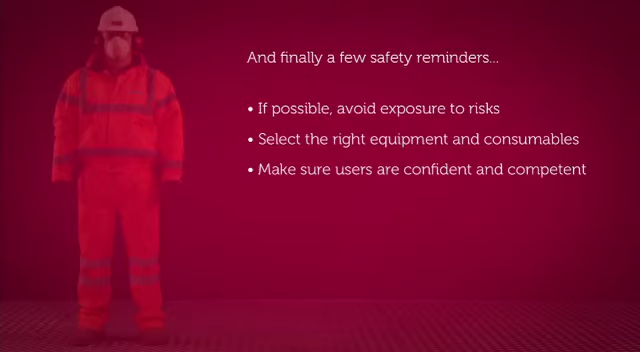 And finally a few safety reminders...
• If possible, avoid exposure to risks
• Select the right equipment and consumables
• Make sure users are confident and competent